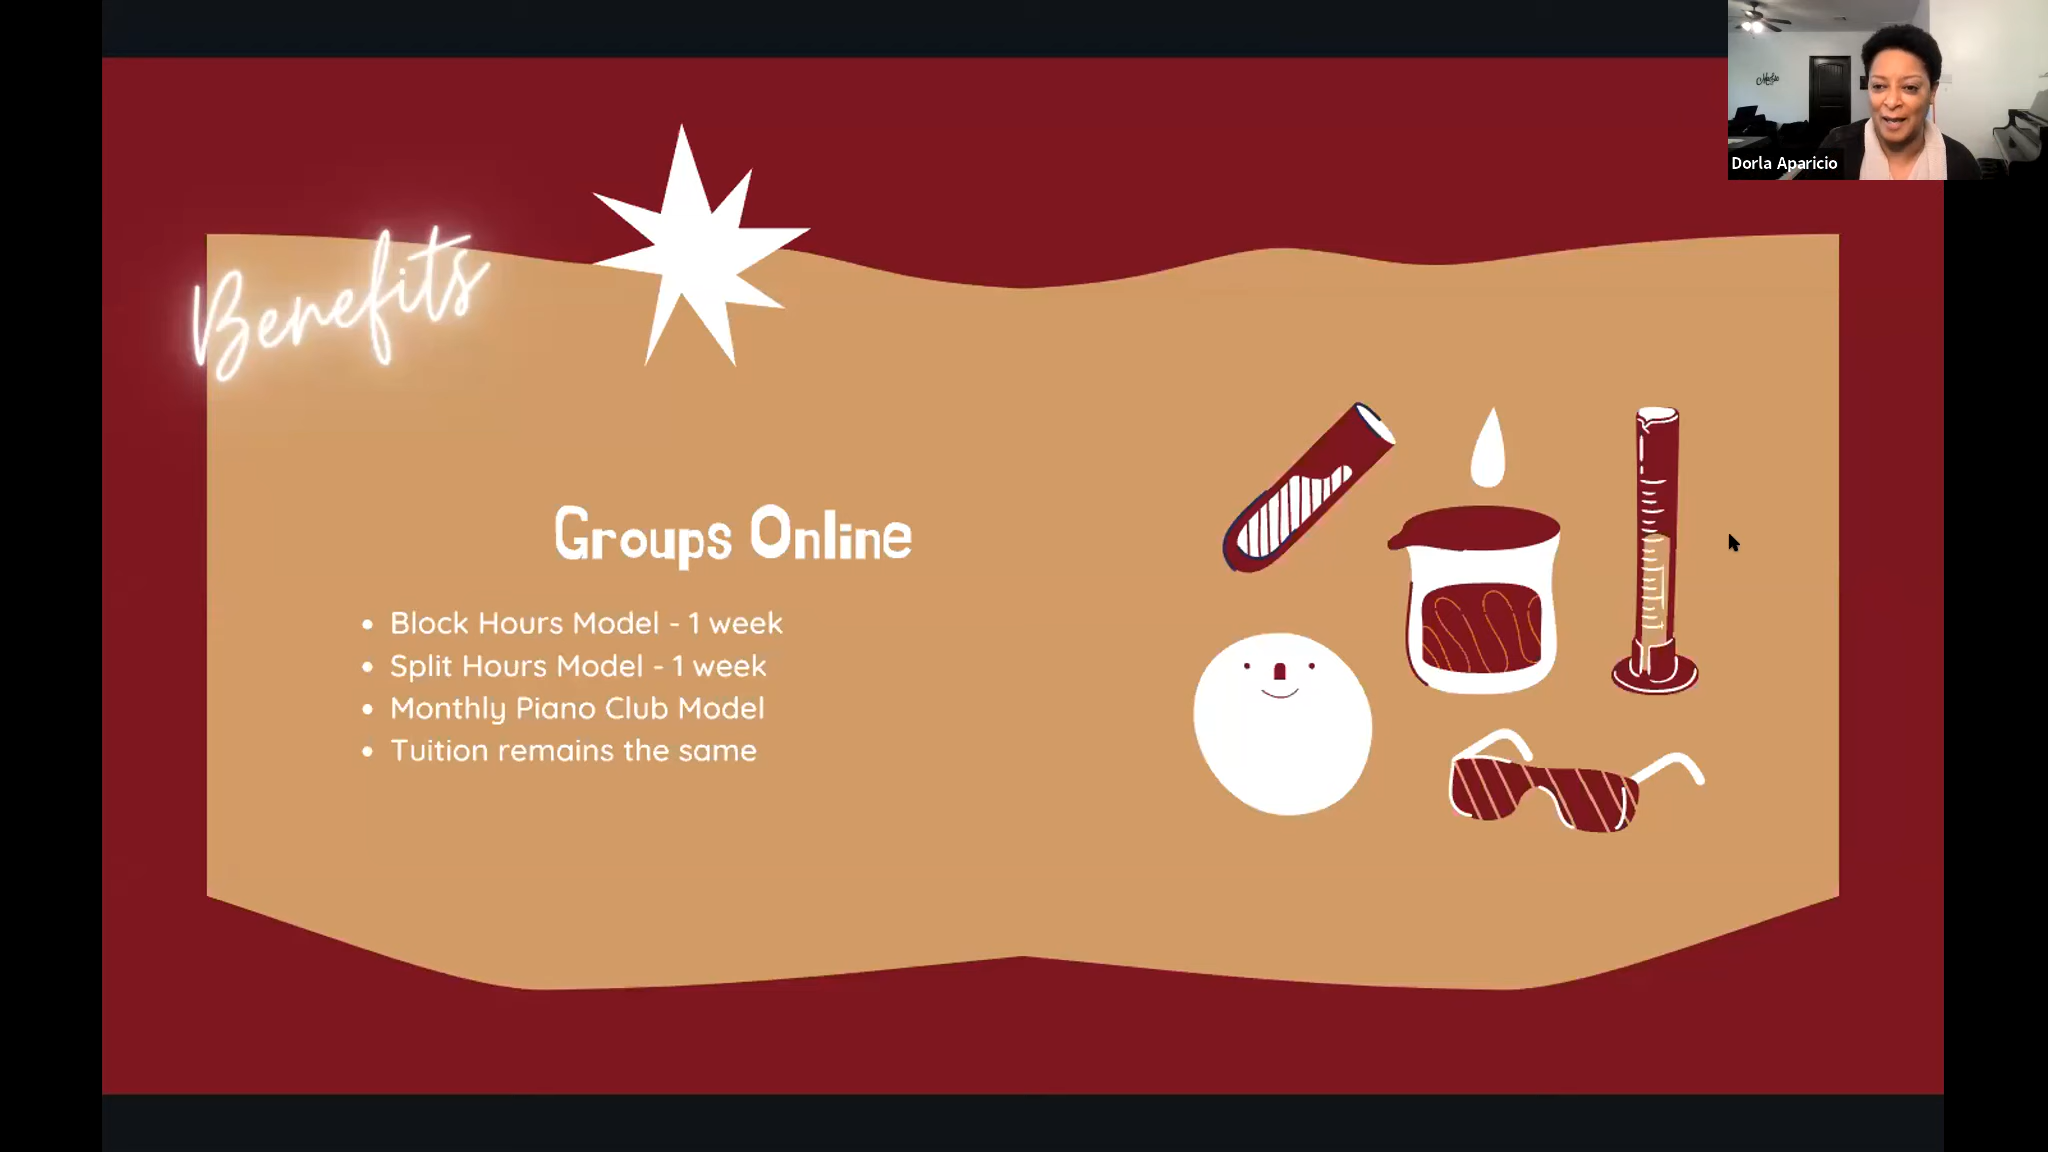 Dorla Aparicio
Benefits
Groups Online
• Block Hours Model - 1 week
• Split Hours Model - 1 week
• Monthly Piano Club Model
• Tuition remains the same